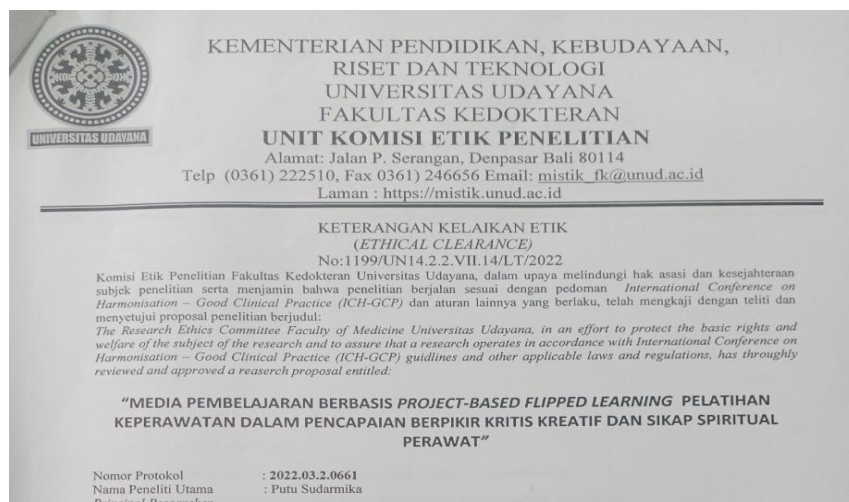 UNIVERSITAS UDAYANA
KEMENTERIAN PENDIDIKAN, KEBUDAYAAN,
RISET DAN TEKNOLOGI
UNIVERSITAS UDAYANA
FAKULTAS KEDOKTERAN
UNIT KOMISI ETIK PENELITIAN
Alamat: Jalan P. Serangan, Denpasar Bali 80114
Telp (0361) 222510, Fax 0361) 246656 Email: mistik_fk@unud.ac.id
Laman : https://mistik.unud.ac.id
KETERANGAN KELAIKAN ETIK
(ETHICAL CLEARANCE)
No:1199/UN14.2.2.VII.14/LT/2022
Komisi Etik Penelitian Fakultas Kedokteran Universitas Udayana, dalam upaya melindungi hak asasi dan kesejahteraan
subjek penelitian serta menjamin bahwa penelitian berjalan sesuai dengan pedoman International Conference on
Harmonisation – Good Clinical Practice (ICH-GCP) dan aturan lainnya yang berlaku, telah mengkaji dengan teliti dan
menyetujui proposal penelitian berjudul:
The Research Ethics Committee Faculty of Medicine Universitas Udayana, in an effort to protect the basic rights and
welfare of the subject of the research and to assure that a research operates in accordance with International Conference on
Harmonisation – Good Clinical Practice (ICH-GCP) guidlines and other applicable laws and regulations, has throughly
reviewed and approved a reaserch proposal entitled:
“MEDIA PEMBELAJARAN BERBASIS PROJECT-BASED FLIPPED LEARNING PELATIHAN
KEPERAWATAN DALAM PENCAPAIAN BERPIKIR KRITIS KREATIF DAN SIKAP SPIRITUAL
PERAWAT”
Nomor Protokol : 2022.03.2.0661
Nama Peneliti Utama : Putu Sudarmika